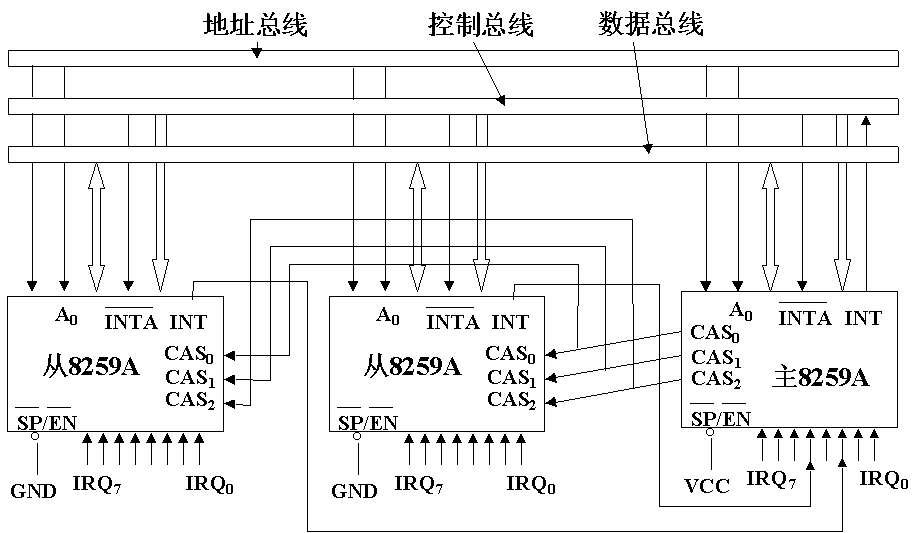 地址总线 控制总线 数据总线
A0 INTA INT
CAS0
从8259A
CAS1
CAS2
SP/EN
GND IRQ7 IRQ0
A0 INTA INT
CAS0
从8259A
CAS1
CAS2
SP/EN
GND IRQ7 IRQ0
A0 INTA INT
CAS0
CAS1
主8259A
CAS2
SP/EN
VCC IRQ7 IRQ0